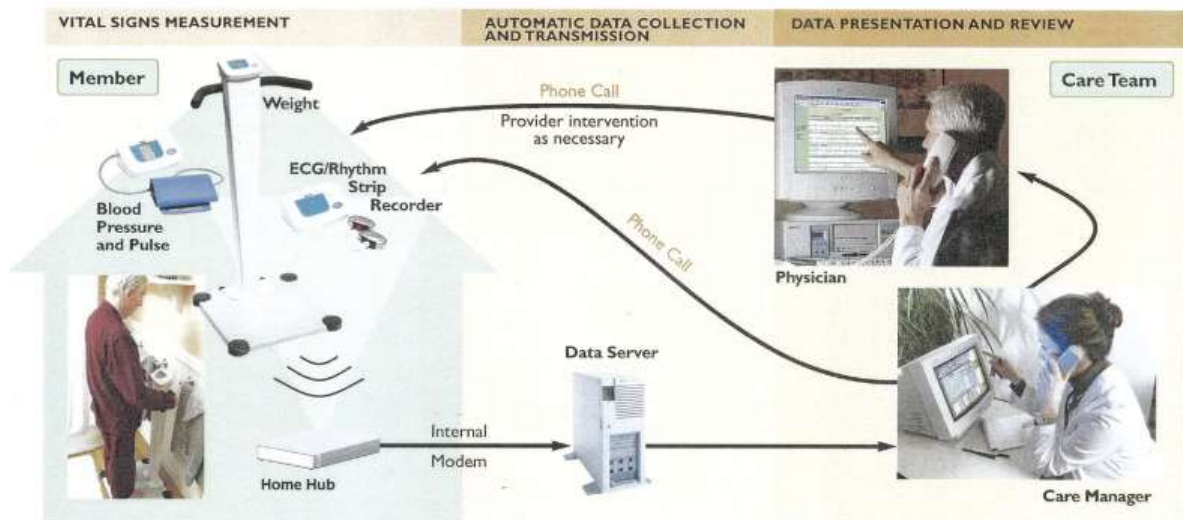 VITAL SIGNS MEASUREMENT
AUTOMATIC DATA COLLECTION
AND TRANSMISSION
DATA PRESENTATION AND REVIEW
Member
Care Team
Weight
Phone Call
Provider intervention
as necessary
ECG/Rhythm
Strip
Recorder
Blood
Pressure
and Pulse
Phone Call
Physician
Data Server
Internal
Modem
Home Hub
Care Manager